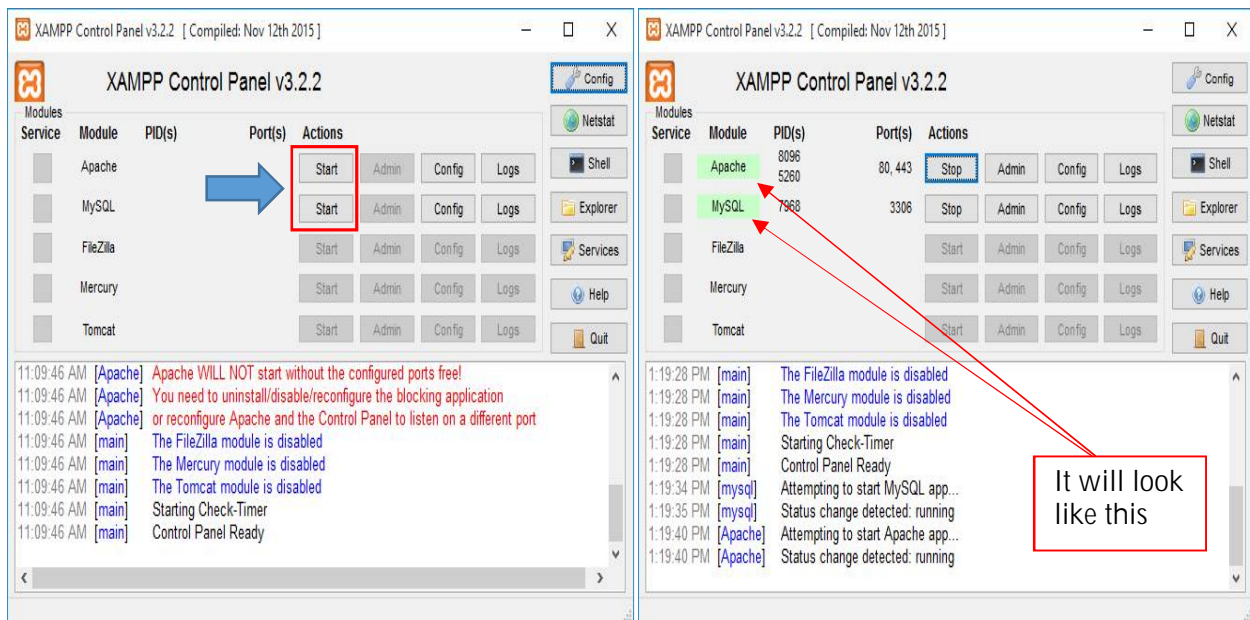 XAMPP Control Panel v3.2.2 [ Compiled: Nov 12th 2015 ]
XAMPP Control Panel v3.2.2
Config
Modules
Netstat
Service Module PID(s) Port(s) Actions
Apache Start Admin Config Logs
Shell
MySQL Start Admin Config Logs
Explorer
FileZilla Start Admin Config Logs
Services
Mercury Start Admin Config Logs
Help
Tomcat Start Admin Config Logs
Quit
11:09:46 AM [Apache] Apache WILL NOT start without the configured ports free!
11:09:46 AM [Apache] You need to uninstall/disable/reconfigure the blocking application
11:09:46 AM [Apache] or reconfigure Apache and the Control Panel to listen on a different port
11:09:46 AM [main] The FileZilla module is disabled
11:09:46 AM [main] The Mercury module is disabled
11:09:46 AM [main] The Tomcat module is disabled
11:09:46 AM [main] Starting Check-Timer
11:09:46 AM [main] Control Panel Ready
XAMPP Control Panel v3.2.2 [ Compiled: Nov 12th 2015 ]
XAMPP Control Panel v3.2.2
Config
Modules
Netstat
Service Module PID(s) Port(s) Actions
Apache 8096 80, 443 Stop Admin Config Logs
5260
Shell
MySQL 7968 3306 Stop Admin Config Logs
Explorer
FileZilla Start Admin Config Logs
Services
Mercury Start Admin Config Logs
Help
Tomcat Start Admin Config Logs
Quit
1:19:28 PM [main] The FileZilla module is disabled
1:19:28 PM [main] The Mercury module is disabled
1:19:28 PM [main] The Tomcat module is disabled
1:19:28 PM [main] Starting Check-Timer
1:19:28 PM [main] Control Panel Ready
1:19:34 PM [mysql] Attempting to start MySQL app...
1:19:35 PM [mysql] Status change detected: running
1:19:40 PM [Apache] Attempting to start Apache app...
1:19:40 PM [Apache] Status change detected: running
It will look
like this